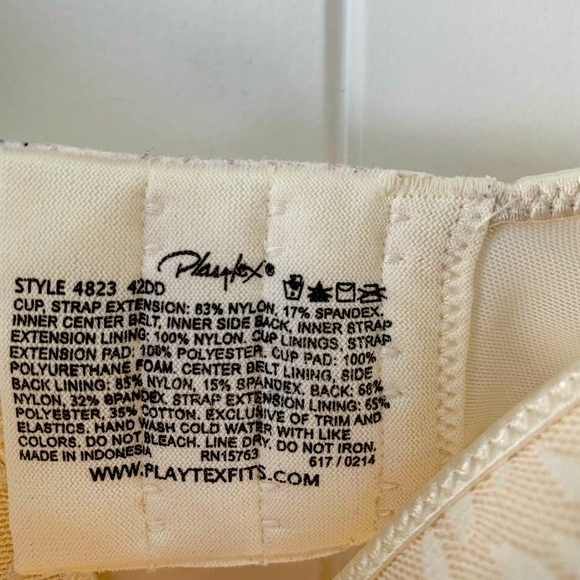 Playtex®
STYLE 4823 42DD
CUP, STRAP EXTENSION: 83% NYLON, 17% SPANDEX.
INNER CENTER BELT, INNER SIDE BACK, INNER STRAP
EXTENSION LINING: 100% NYLON. CUP LININGS, STRAP
EXTENSION PAD: 100% POLYESTER. CUP PAD: 100%
POLYURETHANE FOAM. CENTER BELT LINING, SIDE
BACK LINING: 85% NYLON, 15% SPANDEX. BACK: 68%
NYLON, 32% SPANDEX. STRAP EXTENSION LINING: 65%
POLYESTER, 35% COTTON. EXCLUSIVE OF TRIM AND
ELASTICS. HAND WASH COLD WATER WITH LIKE
COLORS. DO NOT BLEACH. LINE DRY. DO NOT IRON.
MADE IN INDONESIA RN15763 617 / 0214
WWW.PLAYTEXFITS.COM